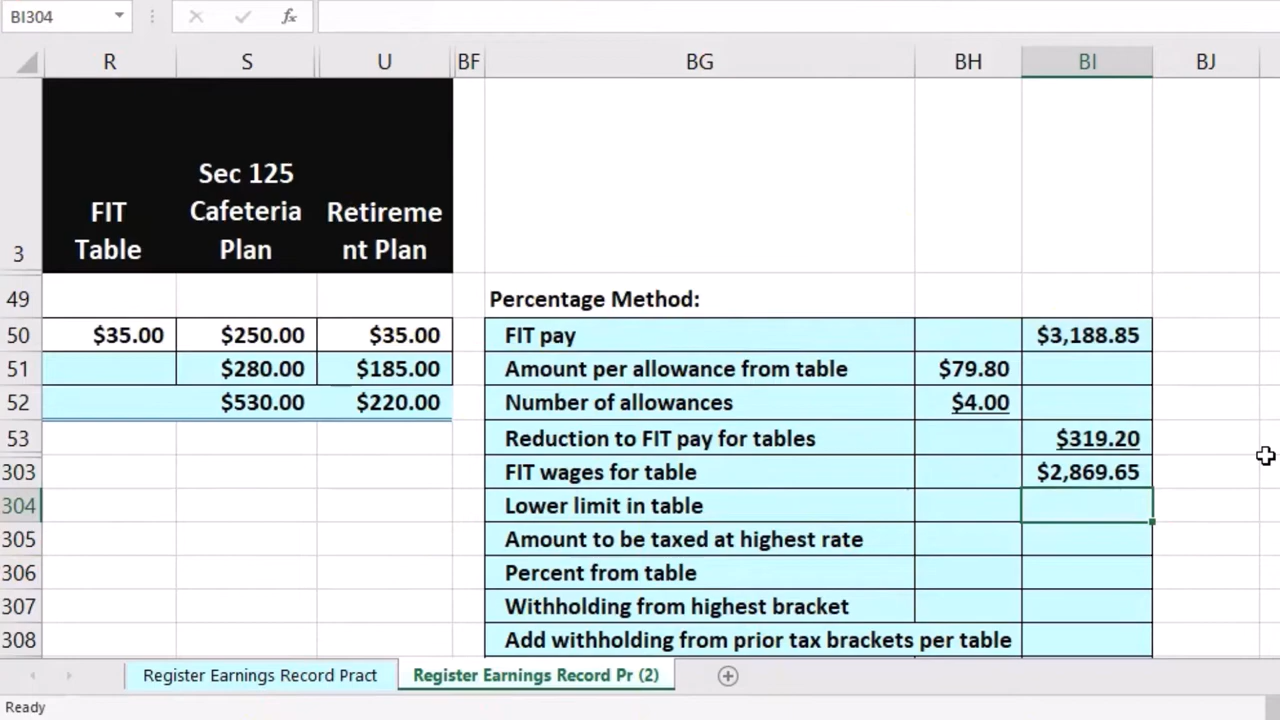 BI304
fx
R S U BF BG BH BI BJ
3 FIT Table Sec 125 Cafeteria Plan Retireme nt Plan
49 Percentage Method:
50 $35.00 $250.00 $35.00 FIT pay $3,188.85
51 $280.00 $185.00 Amount per allowance from table $79.80
52 $530.00 $220.00 Number of allowances $4.00
53 Reduction to FIT pay for tables $319.20
303 FIT wages for table $2,869.65
304 Lower limit in table
305 Amount to be taxed at highest rate
306 Percent from table
307 Withholding from highest bracket
308 Add withholding from prior tax brackets per table
Register Earnings Record Pract Register Earnings Record Pr (2)
Ready